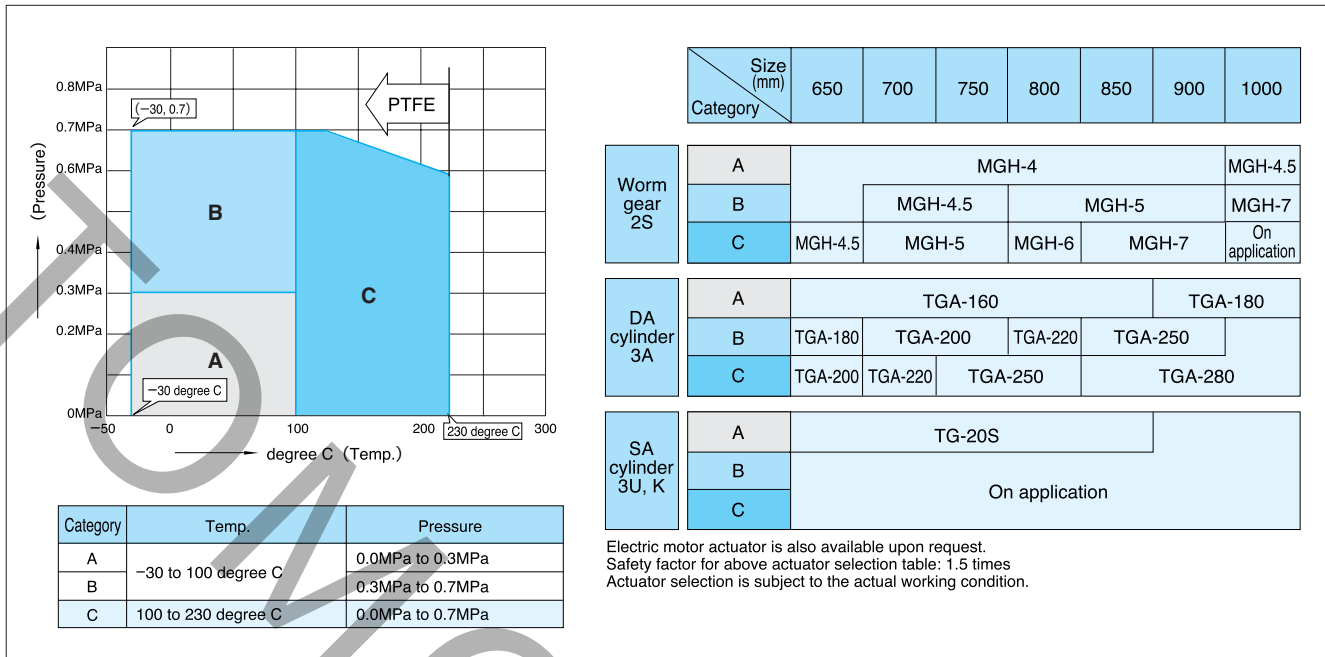 (Pressure)
0.8MPa
0.7MPa
0.6MPa
0.4MPa
0.3MPa
0.2MPa
0MPa
(−30, 0.7)
PTFE
B
C
A
−30 degree C
230 degree C
−50 0 100 200 300
degree C (Temp.)
Category Temp. Pressure
A −30 to 100 degree C 0.0MPa to 0.3MPa
B 0.3MPa to 0.7MPa
C 100 to 230 degree C 0.0MPa to 0.7MPa
Size
(mm)
Category
650 700 750 800 850 900 1000
Worm
gear
2S
A MGH-4 MGH-4.5
B MGH-4.5 MGH-5 MGH-7
C MGH-4.5 MGH-5 MGH-6 MGH-7 On
application
DA
cylinder
3A
A TGA-160 TGA-180
B TGA-180 TGA-200 TGA-220 TGA-250
C TGA-200 TGA-220 TGA-250 TGA-280
SA
cylinder
3U, K
A TG-20S
B
On application
C
Electric motor actuator is also available upon request.
Safety factor for above actuator selection table: 1.5 times
Actuator selection is subject to the actual working condition.